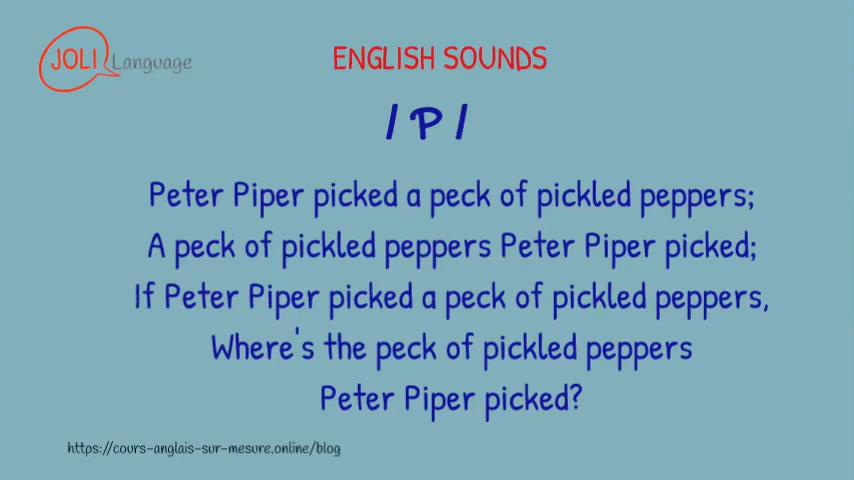 JOLI Language
ENGLISH SOUNDS
/ P /
Peter Piper picked a peck of pickled peppers;
A peck of pickled peppers Peter Piper picked;
If Peter Piper picked a peck of pickled peppers,
Where's the peck of pickled peppers
Peter Piper picked?
https://cours-anglais-sur-mesure.online/blog